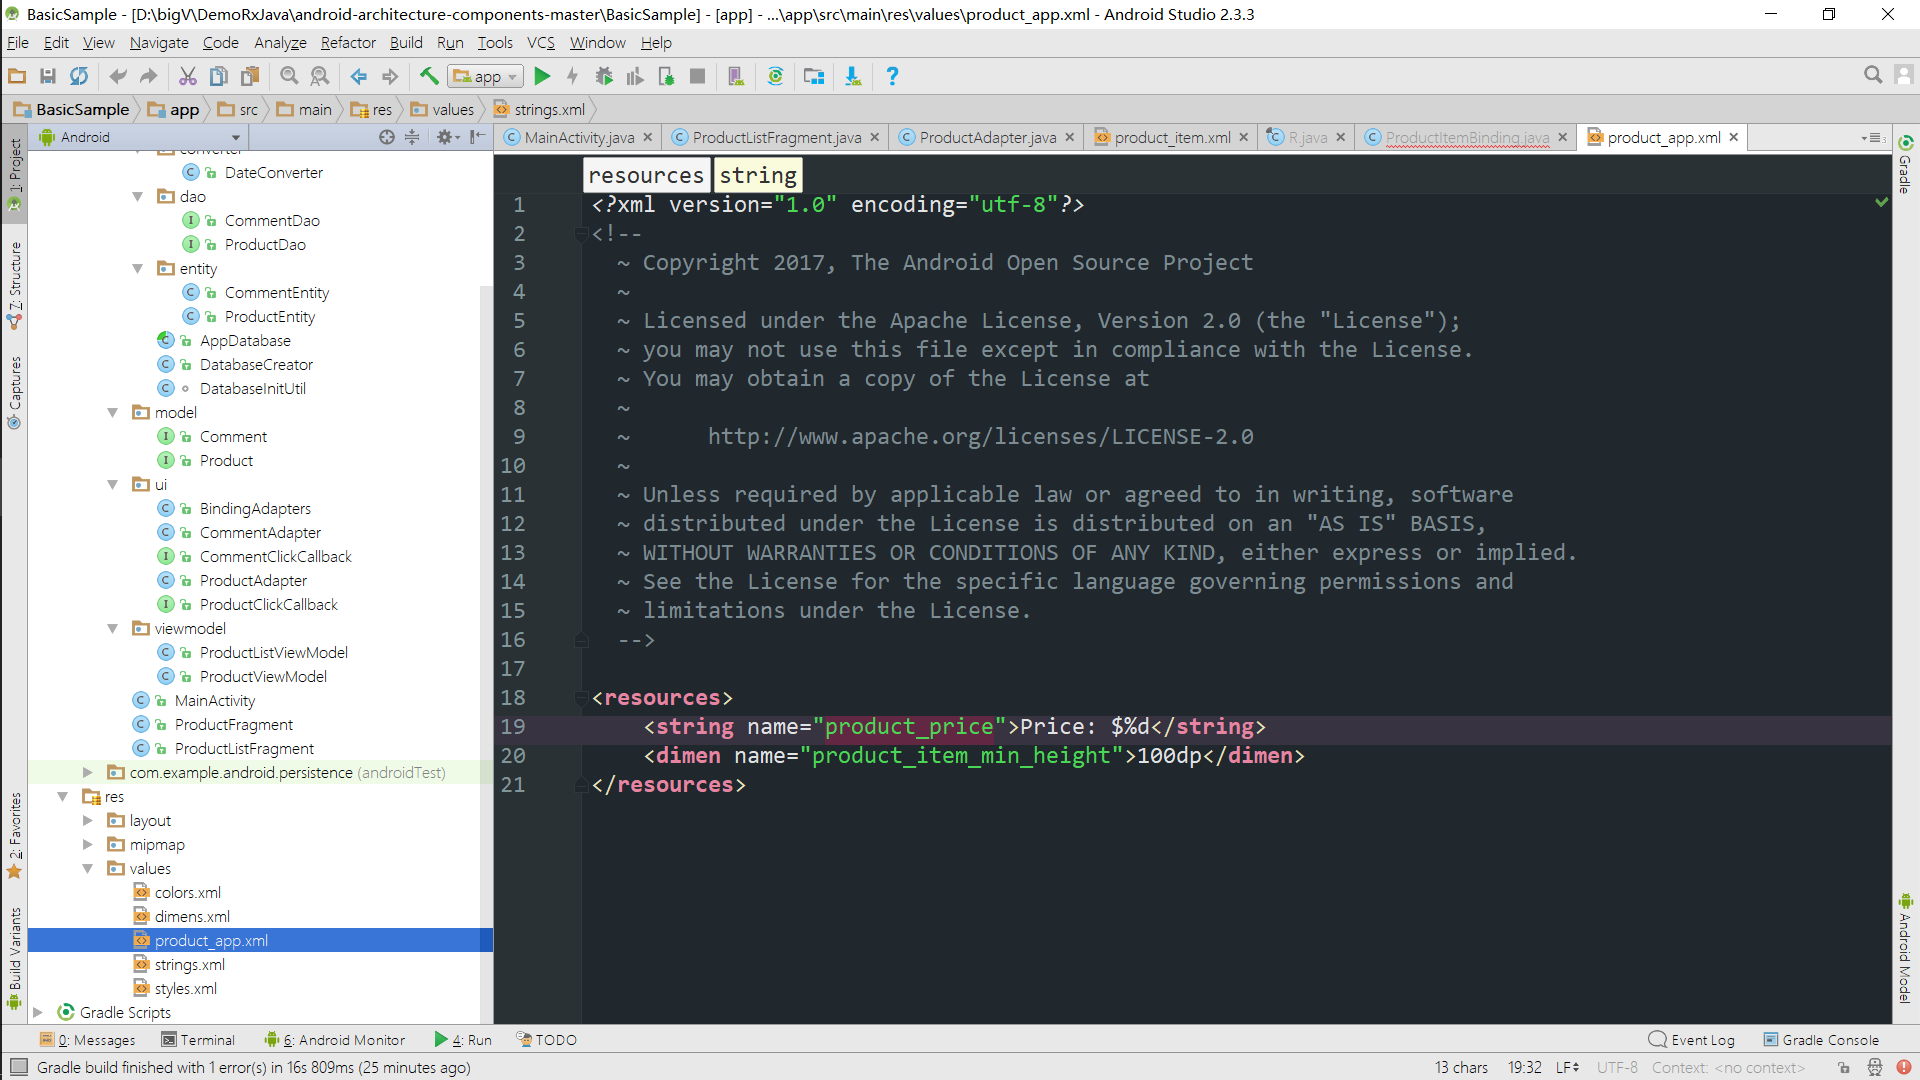 BasicSample - [D:\bigV\DemoRxJava\android-architecture-components-master\BasicSample] - [app] - ...\app\src\main\res\values\product_app.xml - Android Studio 2.3.3
File Edit View Navigate Code Analyze Refactor Build Run Tools VCS Window Help
app
BasicSample app src main res values strings.xml
Android
MainActivity.java ProductListFragment.java ProductAdapter.java product_item.xml R.java ProductItemBinding.java product_app.xml
1: Project
Z: Structure
Captures
2: Favorites
Build Variants
converter
DateConverter
dao
CommentDao
ProductDao
entity
CommentEntity
ProductEntity
AppDatabase
DatabaseCreator
DatabaseInitUtil
model
Comment
Product
ui
BindingAdapters
CommentAdapter
CommentClickCallback
ProductAdapter
ProductClickCallback
viewmodel
ProductListViewModel
ProductViewModel
MainActivity
ProductFragment
ProductListFragment
com.example.android.persistence (androidTest)
res
layout
mipmap
values
colors.xml
dimens.xml
product_app.xml
strings.xml
styles.xml
Gradle Scripts
resources string
1 <?xml version="1.0" encoding="utf-8"?>
2 <!--
3 ~ Copyright 2017, The Android Open Source Project
4 ~
5 ~ Licensed under the Apache License, Version 2.0 (the "License");
6 ~ you may not use this file except in compliance with the License.
7 ~ You may obtain a copy of the License at
8 ~
9 ~ http://www.apache.org/licenses/LICENSE-2.0
10 ~
11 ~ Unless required by applicable law or agreed to in writing, software
12 ~ distributed under the License is distributed on an "AS IS" BASIS,
13 ~ WITHOUT WARRANTIES OR CONDITIONS OF ANY KIND, either express or implied.
14 ~ See the License for the specific language governing permissions and
15 ~ limitations under the License.
16 -->
17
18 <resources>
19 <string name="product_price">Price: $%d</string>
20 <dimen name="product_item_min_height">100dp</dimen>
21 </resources>
Gradle
Android Model
0: Messages Terminal 6: Android Monitor 4: Run TODO Event Log Gradle Console
Gradle build finished with 1 error(s) in 16s 809ms (25 minutes ago) 13 chars 19:32 LF UTF-8 Context: <no context>